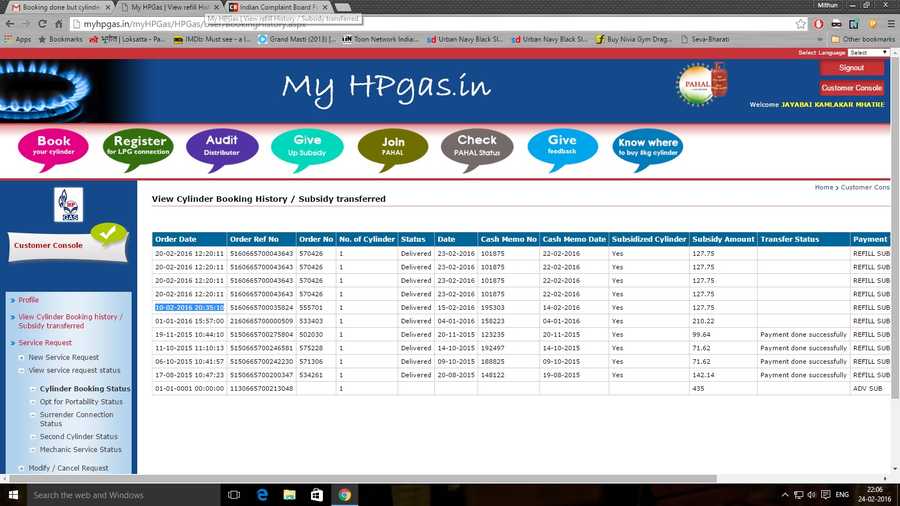 Booking done but cylind
My HPGas | View refill Hist
Indian Complaint Board F
Mithun
My HPGas | View refill History / Subsidy transferred
myhpgas.in/myHPGas/HPGas/User/BookingHistory.aspx
Apps
Bookmarks
| Loksatta - Pa
IMDb: Must see - a l...
Grand Masti (2013) [...
Toon Network India...
Urban Navy Black Sl...
Urban Navy Black Sl...
Buy Nivia Gym Drag...
Seva-Bharati
»
Other bookmarks
Select Language Select
My HPgas.in
PAHAL
Signout
Customer Console
Welcome JAYABAI KAMLAKAR MHATRE
Book your cylinder
Register for LPG connection
Audit Distributor
Give Up Subsidy
Join PAHAL
Check PAHAL Status
Give feedback
Know where to buy 5kg cylinder
Home > Customer Cons
HP GAS
View Cylinder Booking History / Subsidy transferred
Customer Console
Order Date Order Ref No Order No No. of Cylinder Status Date Cash Memo No Cash Memo Date Subsidized Cylinder Subsidy Amount Transfer Status Payment
20-02-2016 12:20:11 5160665700043643 570426 1 Delivered 23-02-2016 101875 22-02-2016 Yes 127.75 REFILL SUB
20-02-2016 12:20:11 5160665700043643 570426 1 Delivered 23-02-2016 101875 22-02-2016 Yes 127.75 REFILL SUB
20-02-2016 12:20:11 5160665700043643 570426 1 Delivered 23-02-2016 101875 22-02-2016 Yes 127.75 REFILL SUB
20-02-2016 12:20:11 5160665700043643 570426 1 Delivered 23-02-2016 101875 22-02-2016 Yes 127.75 REFILL SUB
10-02-2016 20:35:10 5160665700035824 555701 1 Delivered 15-02-2016 195303 14-02-2016 Yes 127.75 REFILL SUB
01-01-2016 15:57:00 2160665700000509 533403 1 Delivered 04-01-2016 158223 04-01-2016 Yes 210.22 REFILL SUB
19-11-2015 10:44:10 5150665700275804 502030 1 Delivered 20-11-2015 123235 20-11-2015 Yes 99.64 Payment done successfully REFILL SUB
11-10-2015 11:10:13 5150665700246581 575228 1 Delivered 14-10-2015 192497 14-10-2015 Yes 71.62 Payment done successfully REFILL SUB
06-10-2015 10:41:57 5150665700242230 571306 1 Delivered 09-10-2015 188825 09-10-2015 Yes 71.62 Payment done successfully REFILL SUB
17-08-2015 10:47:23 5150665700200347 534261 1 Delivered 20-08-2015 148122 19-08-2015 Yes 142.14 Payment done successfully REFILL SUB
01-01-0001 00:00:00 1130665700213048 1 435 ADV SUB
Profile
View Cylinder Booking history / Subsidy transferred
Service Request
New Service Request
View service request status
Cylinder Booking Status
Opt for Portability Status
Surrender Connection Status
Second Cylinder Status
Mechanic Service Status
Modify / Cancel Request
Search the web and Windows
ENG
22:06
24-02-2016